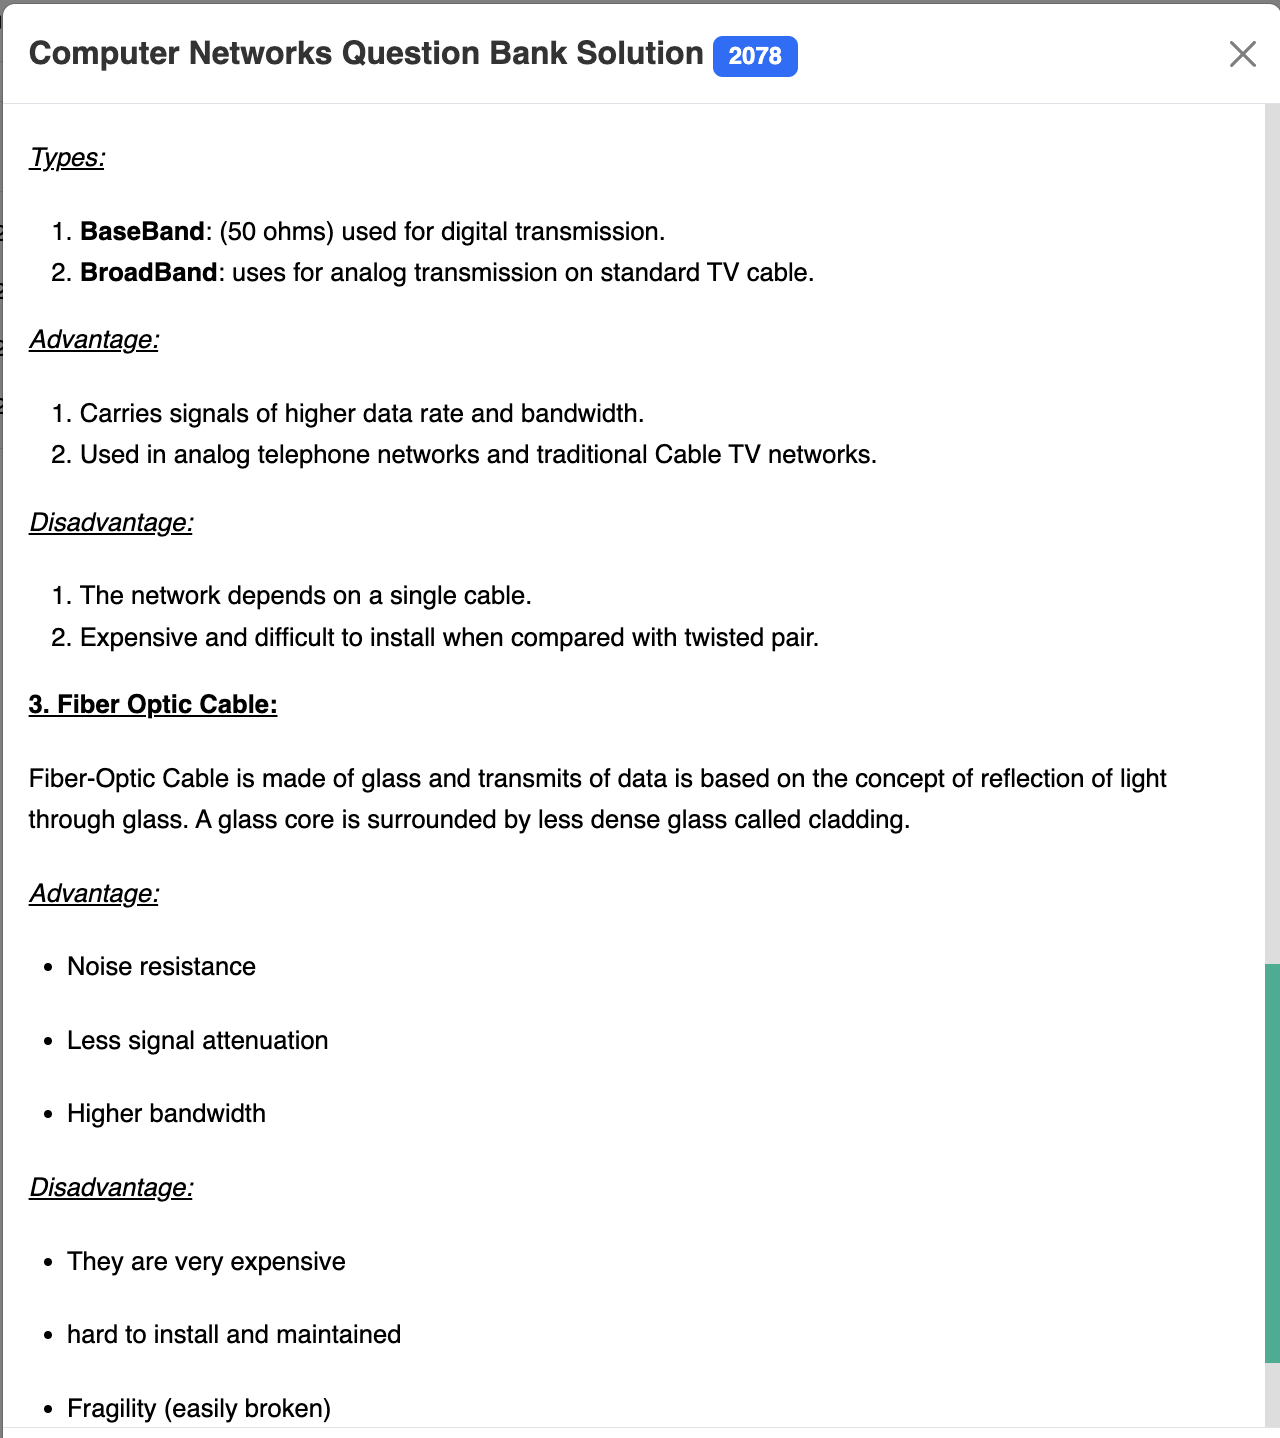 Computer Networks Question Bank Solution 2078
Types:
1. BaseBand: (50 ohms) used for digital transmission.
2. BroadBand: uses for analog transmission on standard TV cable.
Advantage:
1. Carries signals of higher data rate and bandwidth.
2. Used in analog telephone networks and traditional Cable TV networks.
Disadvantage:
1. The network depends on a single cable.
2. Expensive and difficult to install when compared with twisted pair.
3. Fiber Optic Cable:
Fiber-Optic Cable is made of glass and transmits of data is based on the concept of reflection of light
through glass. A glass core is surrounded by less dense glass called cladding.
Advantage:
• Noise resistance
• Less signal attenuation
• Higher bandwidth
Disadvantage:
• They are very expensive
• hard to install and maintained
• Fragility (easily broken)